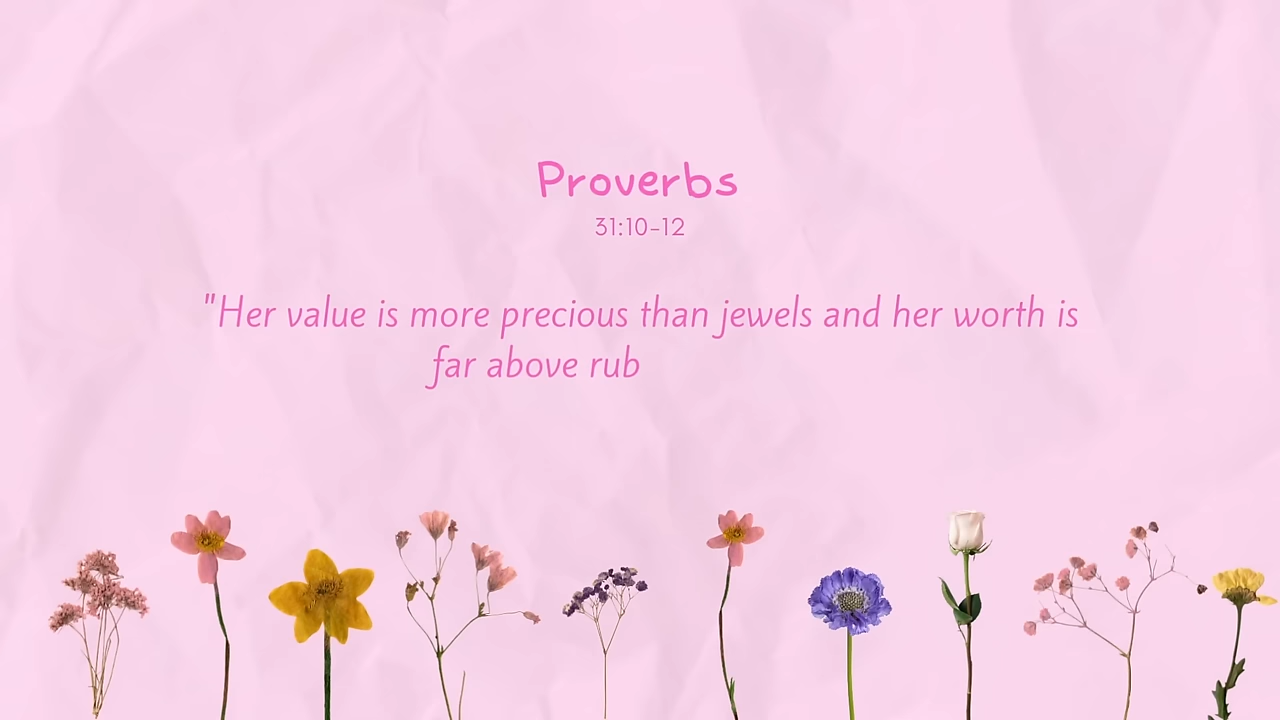 Proverbs
31:10-12
"Her value is more precious than jewels and her worth is
far above rub